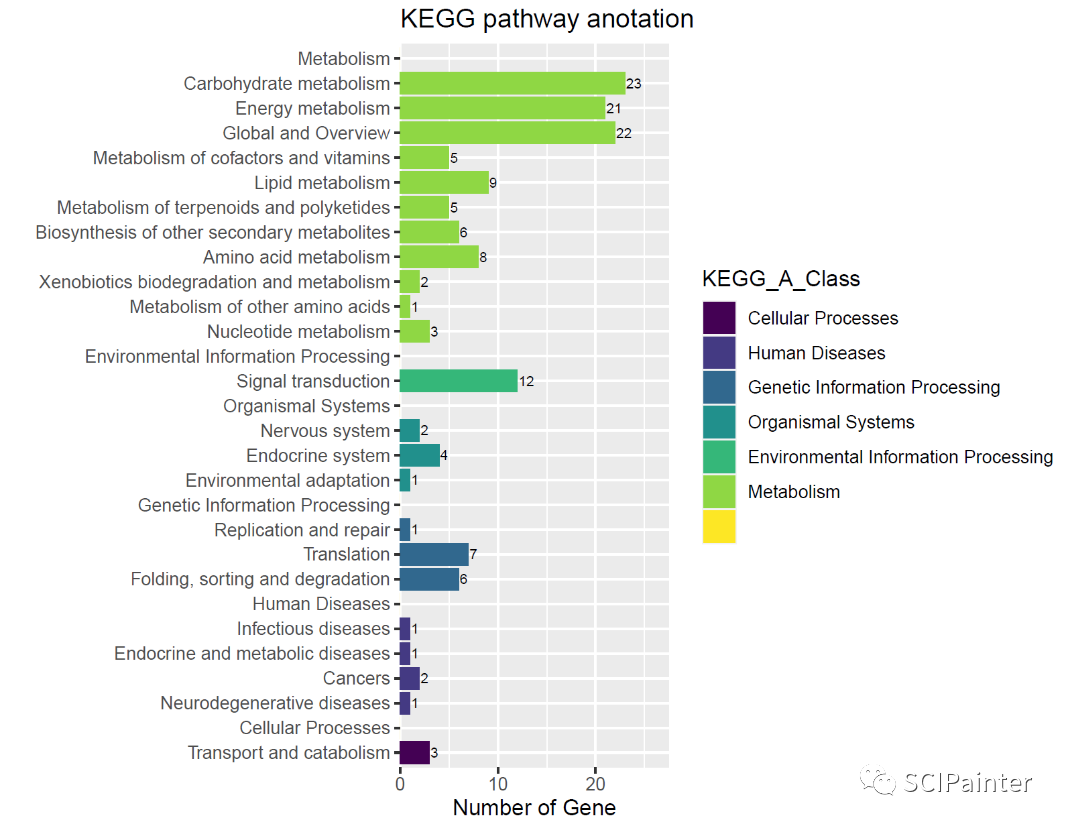 KEGG pathway anotation
Metabolism
Carbohydrate metabolism 23
Energy metabolism 21
Global and Overview 22
Metabolism of cofactors and vitamins 5
Lipid metabolism 9
Metabolism of terpenoids and polyketides 5
Biosynthesis of other secondary metabolites 6
Amino acid metabolism 8
Xenobiotics biodegradation and metabolism 2
Metabolism of other amino acids 1
Nucleotide metabolism 3
Environmental Information Processing
Signal transduction 12
Organismal Systems
Nervous system 2
Endocrine system 4
Environmental adaptation 1
Genetic Information Processing
Replication and repair 1
Translation 7
Folding, sorting and degradation 6
Human Diseases
Infectious diseases 1
Endocrine and metabolic diseases 1
Cancers 2
Neurodegenerative diseases 1
Cellular Processes
Transport and catabolism 3
0 10 20
Number of Gene
KEGG_A_Class
Cellular Processes
Human Diseases
Genetic Information Processing
Organismal Systems
Environmental Information Processing
Metabolism
SCIPainter